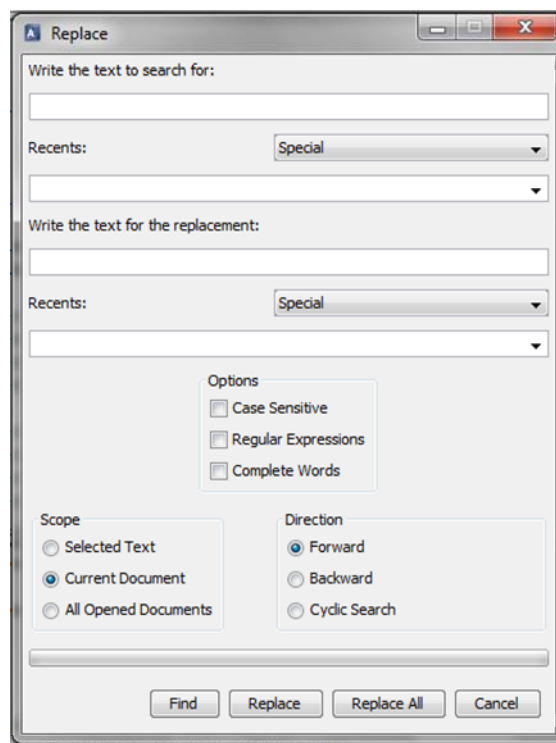 Replace
Write the text to search for:
Recents:
Special
Write the text for the replacement:
Recents:
Special
Options
Case Sensitive
Regular Expressions
Complete Words
Scope
Selected Text
Current Document
All Opened Documents
Direction
Forward
Backward
Cyclic Search
Find
Replace
Replace All
Cancel